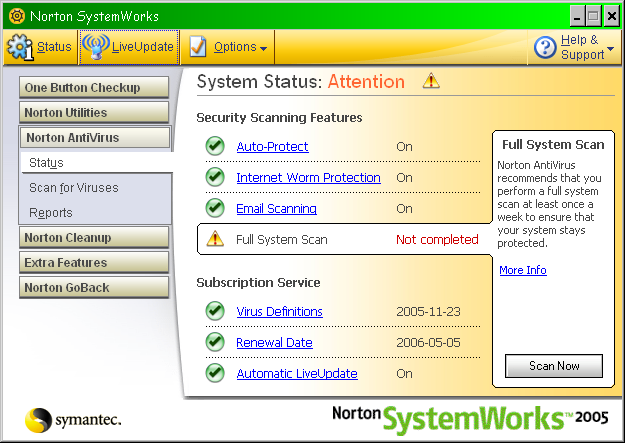 Norton SystemWorks
Status
LiveUpdate
Options
Help &
Support
One Button Checkup
Norton Utilities
Norton AntiVirus
Status
Scan for Viruses
Reports
Norton Cleanup
Extra Features
Norton GoBack
System Status: Attention
Security Scanning Features
Auto-Protect On
Internet Worm Protection On
Email Scanning On
Full System Scan Not completed
Subscription Service
Virus Definitions 2005-11-23
Renewal Date 2006-05-05
Automatic LiveUpdate On
Full System Scan
Norton AntiVirus
recommends that you
perform a full system
scan at least once a
week to ensure that
your system stays
protected.
More Info
Scan Now
symantec.
Norton SystemWorks™ 2005